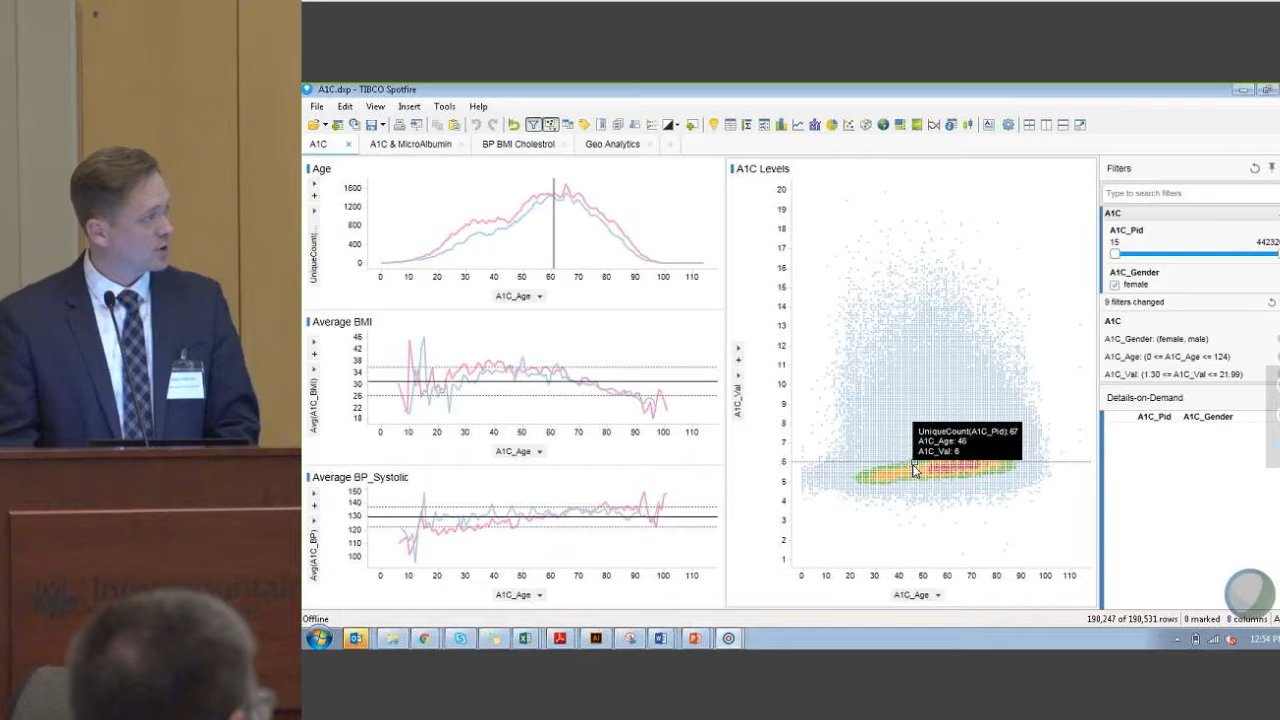 A1C.dxp - TIBCO Spotfire
File Edit View Insert Tools Help
A1C A1C & MicroAlbumin BP BMI Cholestrol Geo Analytics
Age
1600
1200
800
400
0
UniqueCount(
0 10 20 30 40 50 60 70 80 90 100 110
A1C_Age
Average BMI
46
42
38
34
30
26
22
18
Avg(A1C_BMI)
0 10 20 30 40 50 60 70 80 90 100 110
A1C_Age
Average BP_Systolic
150
140
130
120
110
100
Avg(A1C_BP)
0 10 20 30 40 50 60 70 80 90 100 110
A1C_Age
A1C Levels
20
19
18
17
16
15
14
13
12
11
10
9
8
7
6
5
4
3
2
1
A1C_Val
UniqueCount(A1C_Pid): 67
A1C_Age: 46
A1C_Val: 6
0 10 20 30 40 50 60 70 80 90 100 110
A1C_Age
Filters
Type to search filters
A1C
A1C_Pid
15 44232
A1C_Gender
female
9 filters changed
A1C
A1C_Gender: (female, male)
A1C_Age: (0 <= A1C_Age <= 124)
A1C_Val: (1.30 <= A1C_Val <= 21.99)
Details-on-Demand
A1C_Pid A1C_Gender
Offline
190,247 of 190,531 rows 0 marked 8 columns
12:54 P